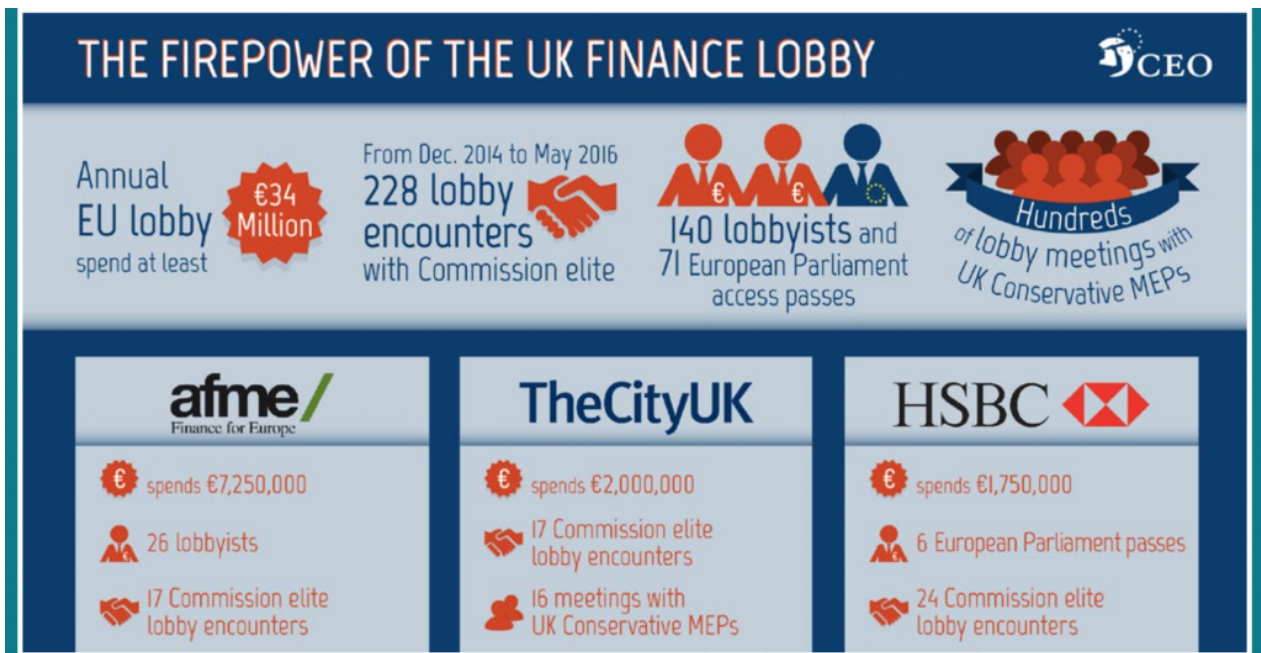 THE FIREPOWER OF THE UK FINANCE LOBBY
CEO
Annual
EU lobby
spend at least
€34
Million
From Dec. 2014 to May 2016
228 lobby
encounters
with Commission elite
€ €
140 lobbyists and
71 European Parliament
access passes
Hundreds
of lobby meetings with
UK Conservative MEPs
afme/
Finance for Europe
€ spends €7,250,000
26 lobbyists
17 Commission elite
lobby encounters
TheCityUK
€ spends €2,000,000
17 Commission elite
lobby encounters
16 meetings with
UK Conservative MEPs
HSBC
€ spends €1,750,000
6 European Parliament passes
24 Commission elite
lobby encounters